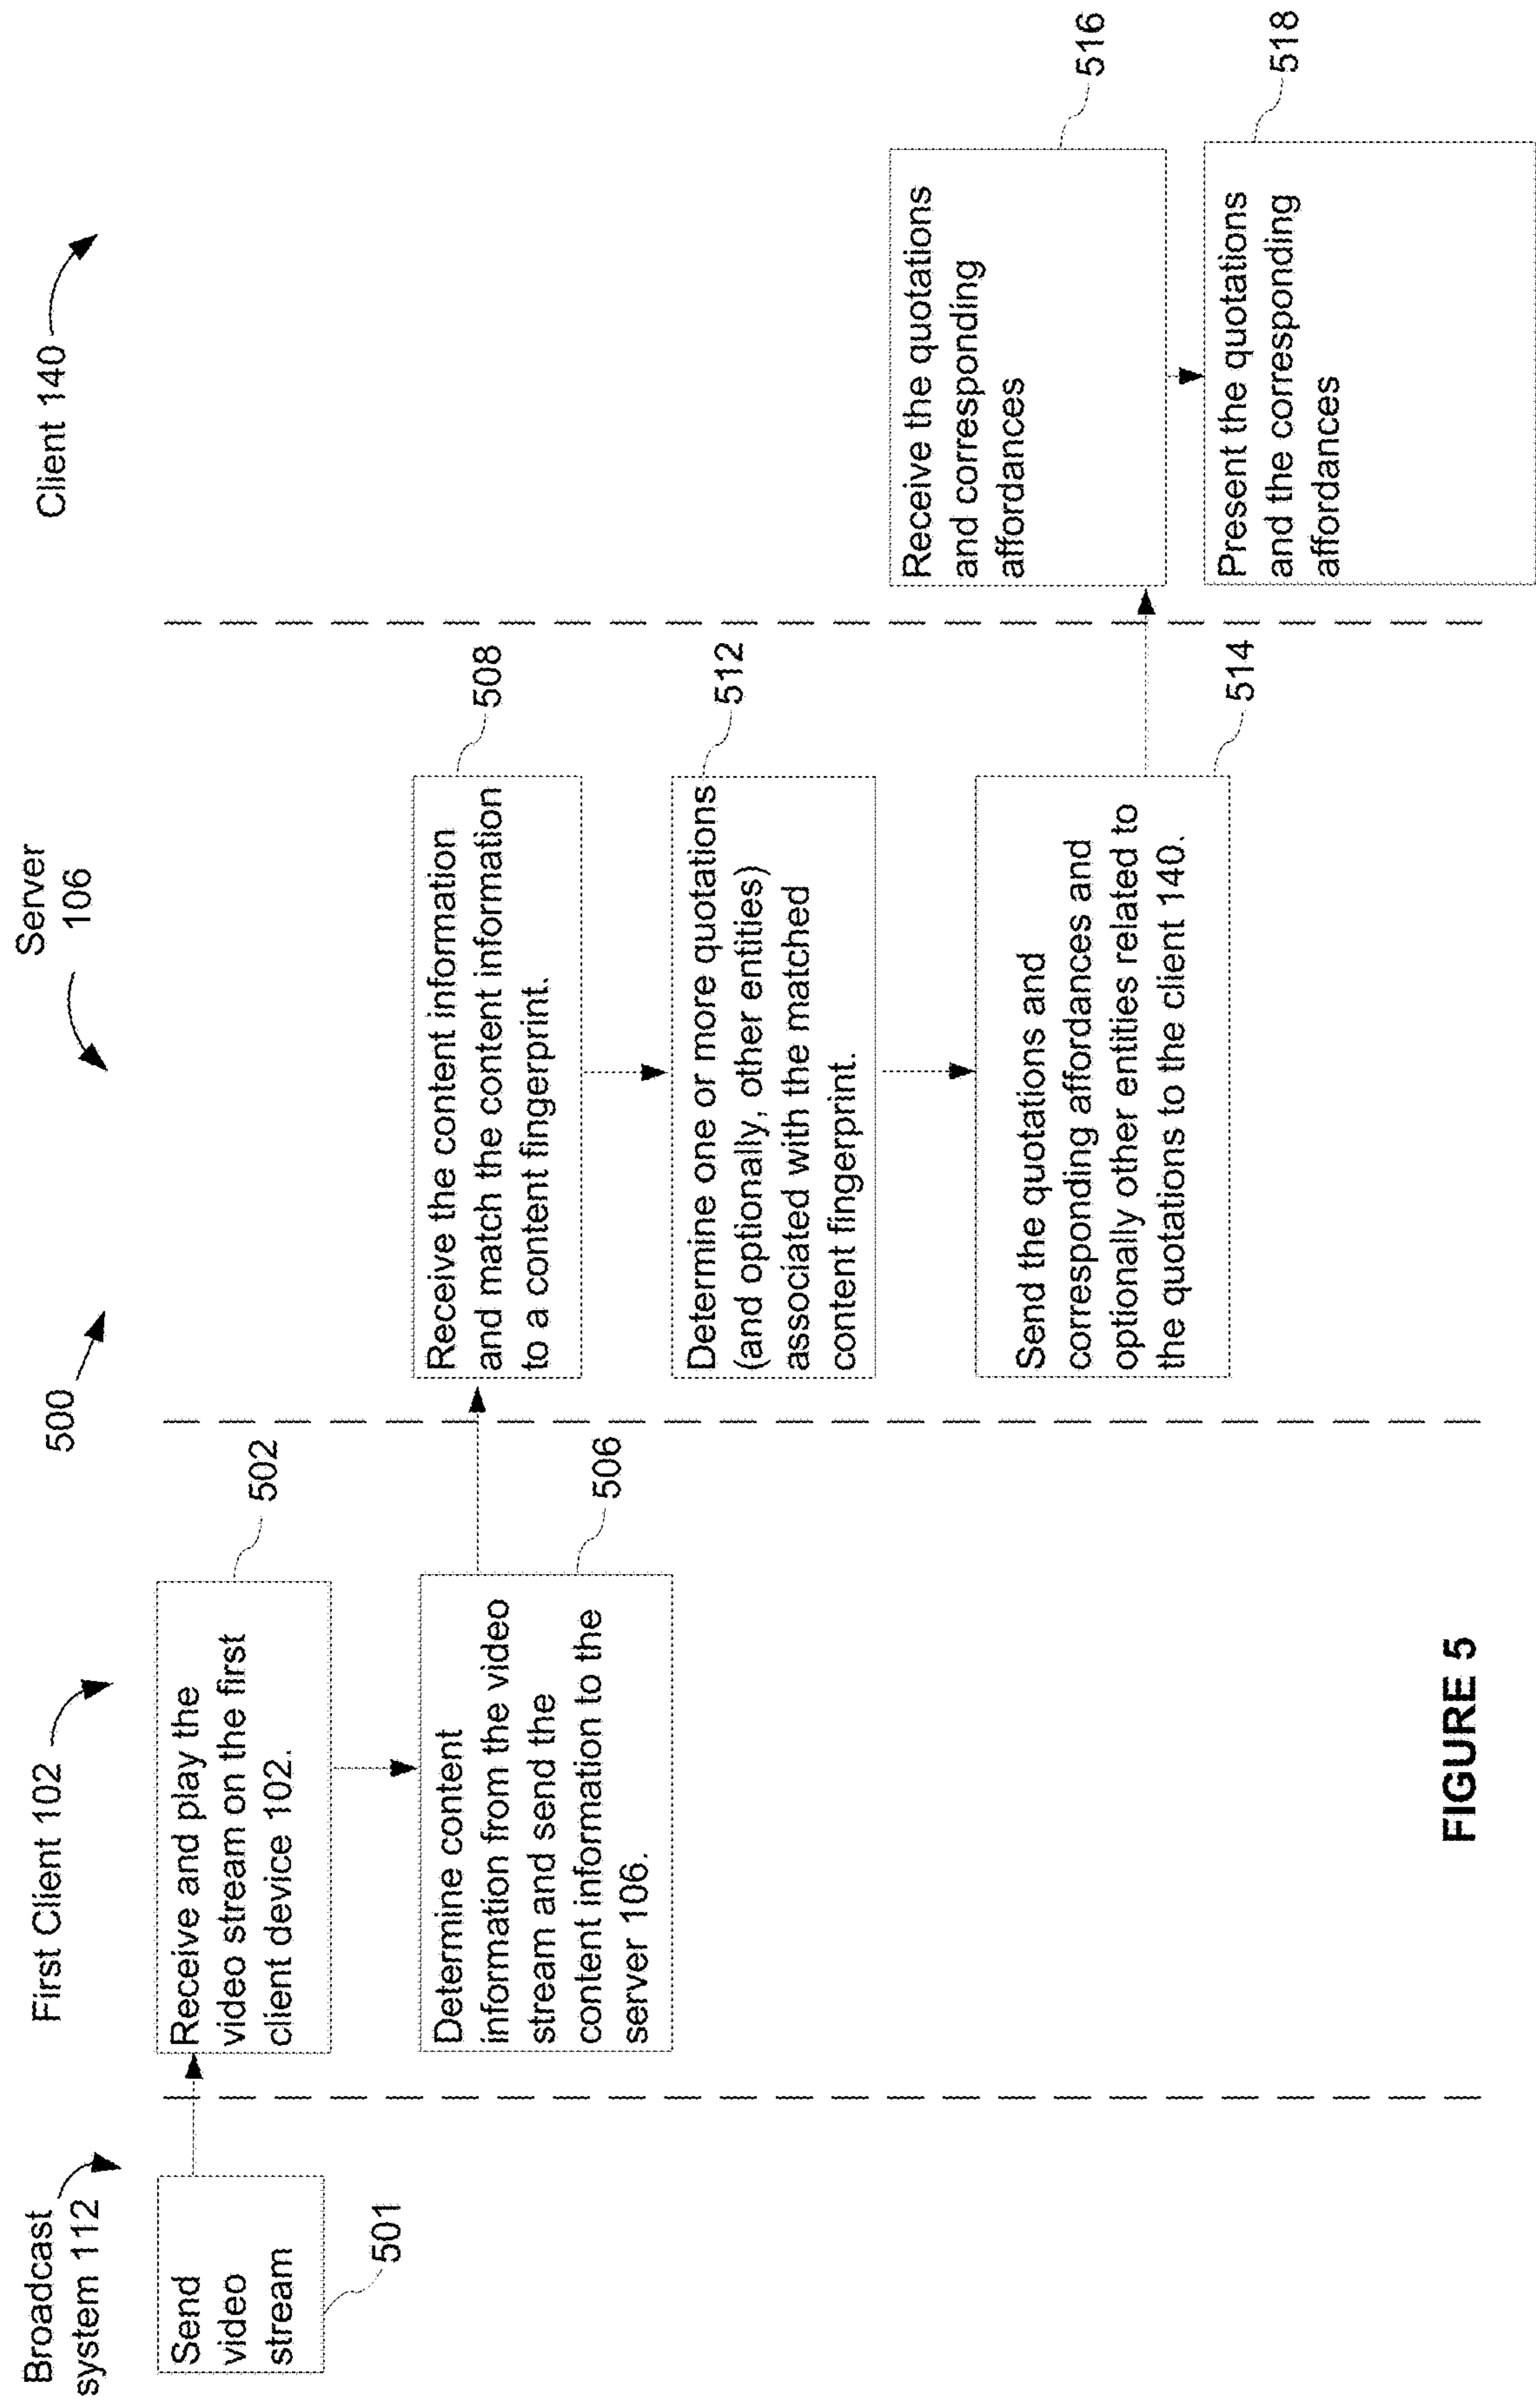 Broadcast
system 112
First Client 102
500
Server
106
Client 140
Send
video
stream
501
Receive and play the
video stream on the first
client device 102.
502
Determine content
information from the video
stream and send the
content information to the
server 106.
506
Receive the content information
and match the content information
to a content fingerprint.
508
Determine one or more quotations
(and optionally, other entities)
associated with the matched
content fingerprint.
512
Send the quotations and
corresponding affordances and
optionally other entities related to
the quotations to the client 140.
514
Receive the quotations
and corresponding
affordances
516
Present the quotations
and the corresponding
affordances
518
FIGURE 5